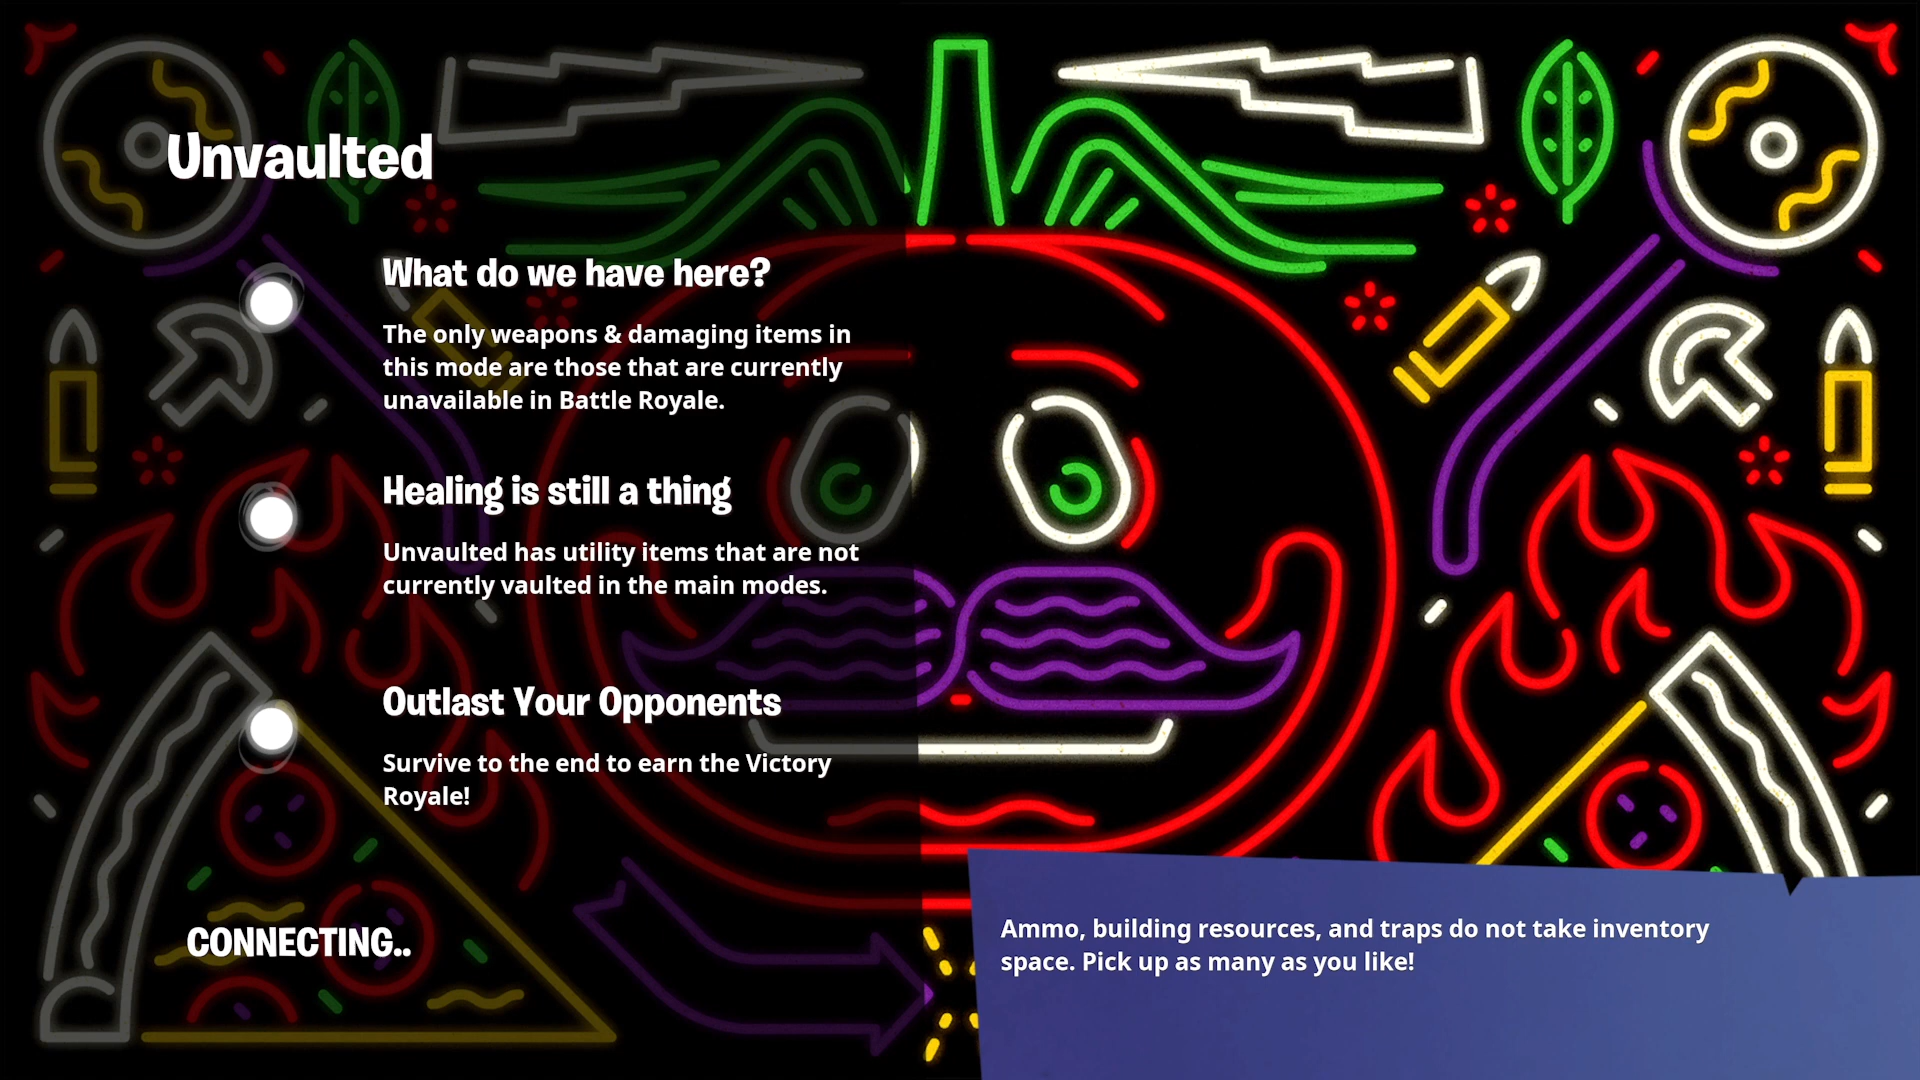 Unvaulted
What do we have here?
The only weapons & damaging items in
this mode are those that are currently
unavailable in Battle Royale.
Healing is still a thing
Unvaulted has utility items that are not
currently vaulted in the main modes.
Outlast Your Opponents
Survive to the end to earn the Victory
Royale!
CONNECTING..
Ammo, building resources, and traps do not take inventory
space. Pick up as many as you like!